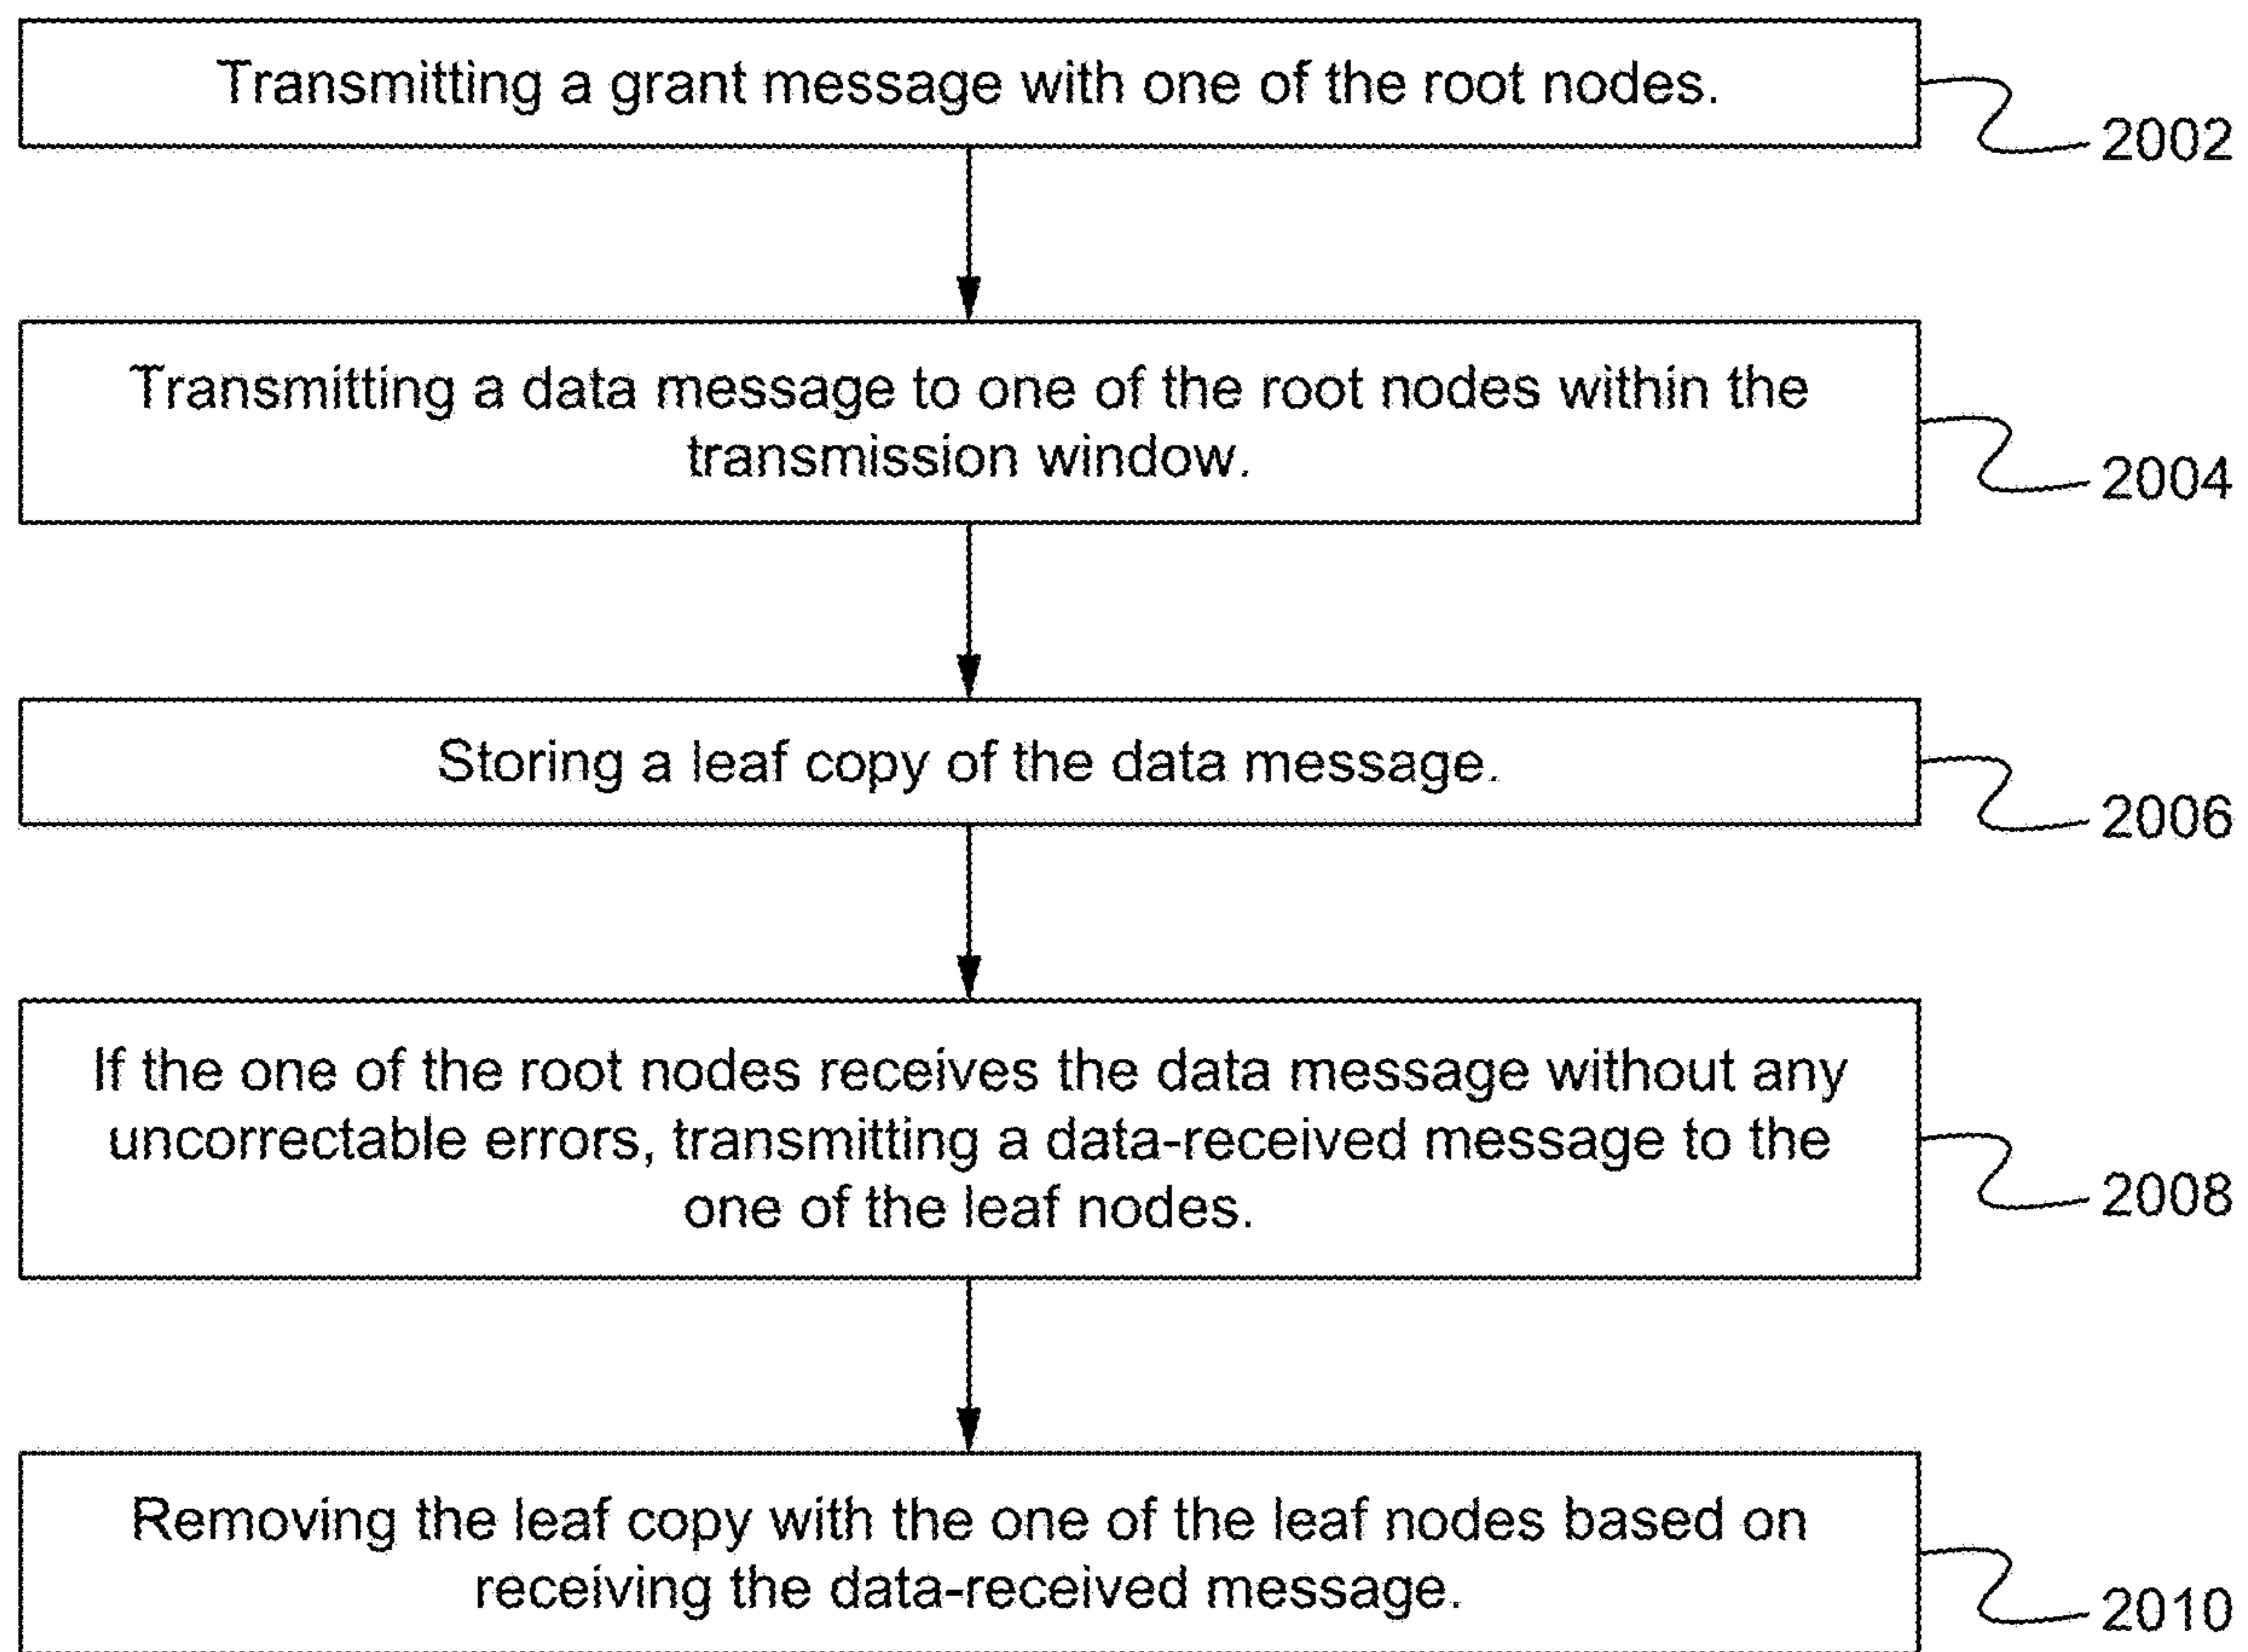 Transmitting a grant message with one of the root nodes.
2002
Transmitting a data message to one of the root nodes within the
transmission window.
2004
Storing a leaf copy of the data message.
2006
If the one of the root nodes receives the data message without any
uncorrectable errors, transmitting a data-received message to the
one of the leaf nodes.
2008
Removing the leaf copy with the one of the leaf nodes based on
receiving the data-received message.
2010